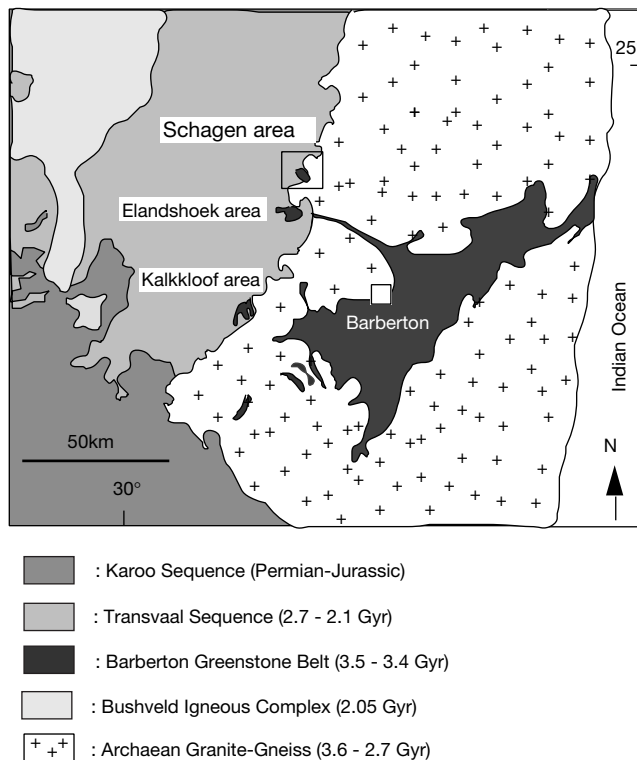 25
Schagen area
Elandshoek area
Kalkkloof area
Barberton
Indian Ocean
50km
30°
N
: Karoo Sequence (Permian-Jurassic)
: Transvaal Sequence (2.7 - 2.1 Gyr)
: Barberton Greenstone Belt (3.5 - 3.4 Gyr)
: Bushveld Igneous Complex (2.05 Gyr)
: Archaean Granite-Gneiss (3.6 - 2.7 Gyr)